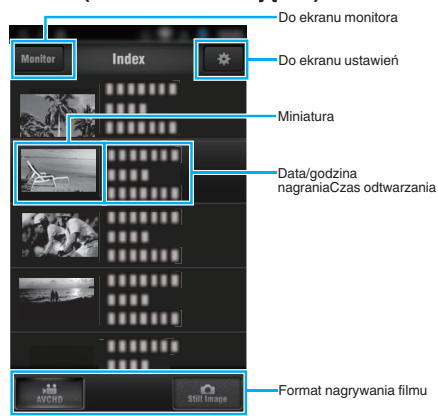 Do ekranu monitora
Monitor
Index
Do ekranu ustawień
Miniatura
Data/godzina
nagraniaCzas odtwarzania
AVCHD
Still Image
Format nagrywania filmu